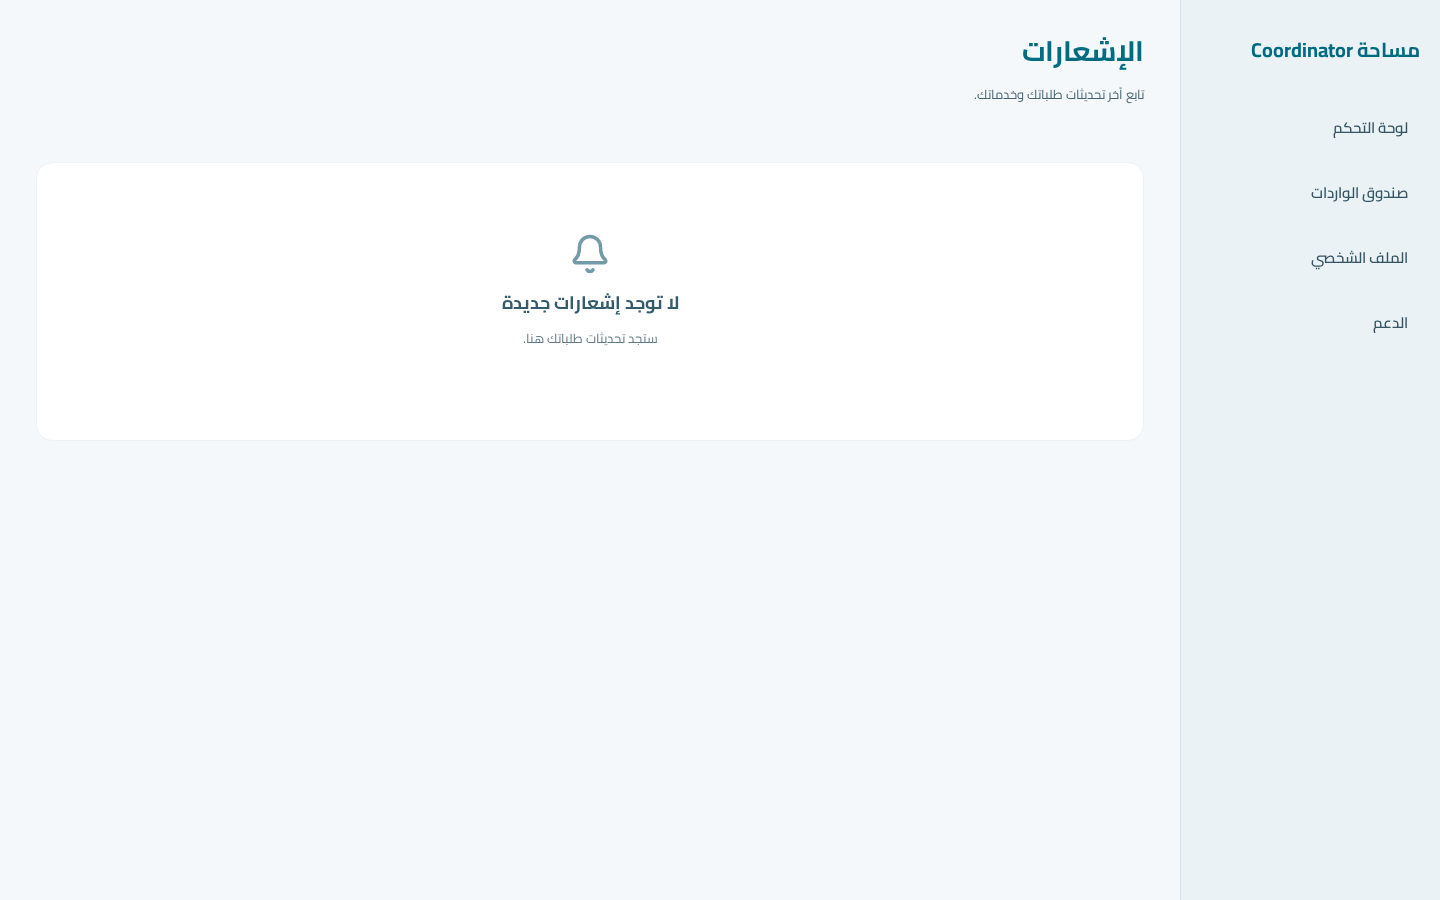 مساحة Coordinator
لوحة التحكم
صندوق الواردات
الملف الشخصي
الدعم
الإشعارات
تابع آخر تحديثات طلباتك وخدماتك.
لا توجد إشعارات جديدة
ستجد تحديثات طلباتك هنا.